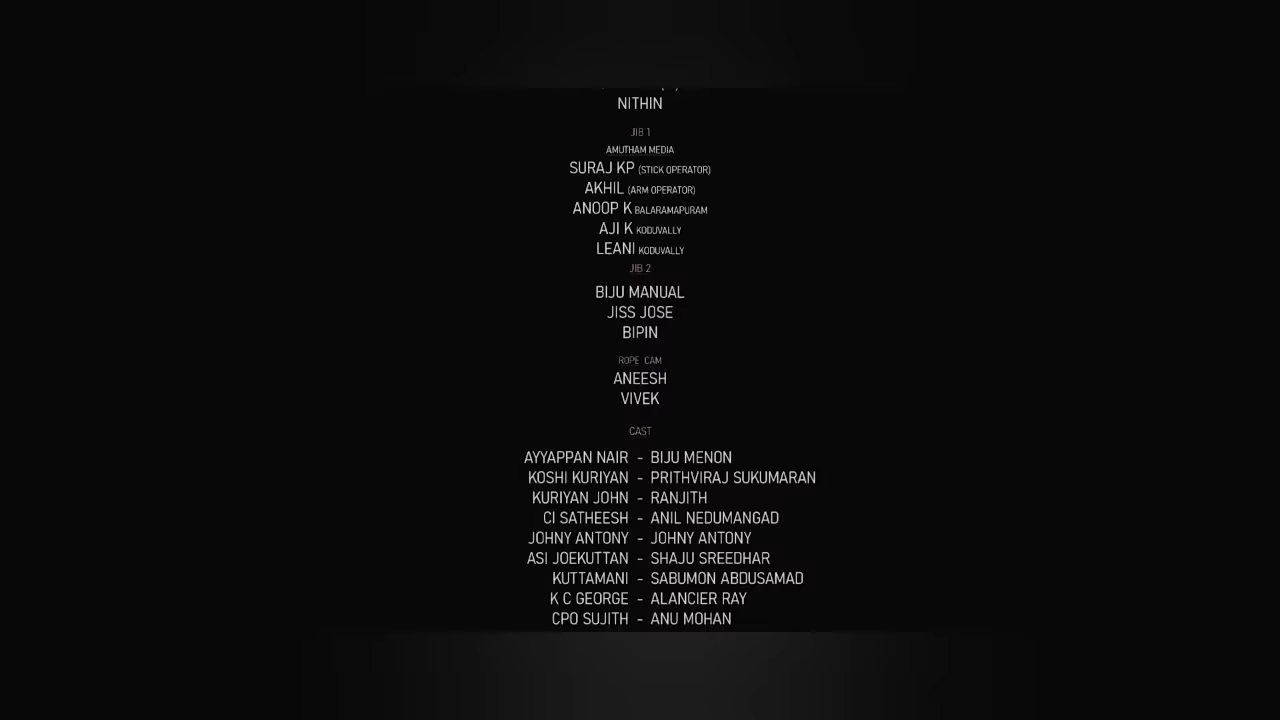 NITHIN
JIB 1
AMUTHAM MEDIA
SURAJ KP (STICK OPERATOR)
AKHIL (ARM OPERATOR)
ANOOP K BALARAMAPURAM
AJI K KODUVALLY
LEANI KODUVALLY
JIB 2
BIJU MANUAL
JISS JOSE
BIPIN
ROPE CAM
ANEESH
VIVEK
CAST
AYYAPPAN NAIR - BIJU MENON
KOSHI KURIYAN - PRITHVIRAJ SUKUMARAN
KURIYAN JOHN - RANJITH
CI SATHEESH - ANIL NEDUMANGAD
JOHNY ANTONY - JOHNY ANTONY
ASI JOEKUTTAN - SHAJU SREEDHAR
KUTTAMANI - SABUMON ABDUSAMAD
K C GEORGE - ALANCIER RAY
CPO SUJITH - ANU MOHAN